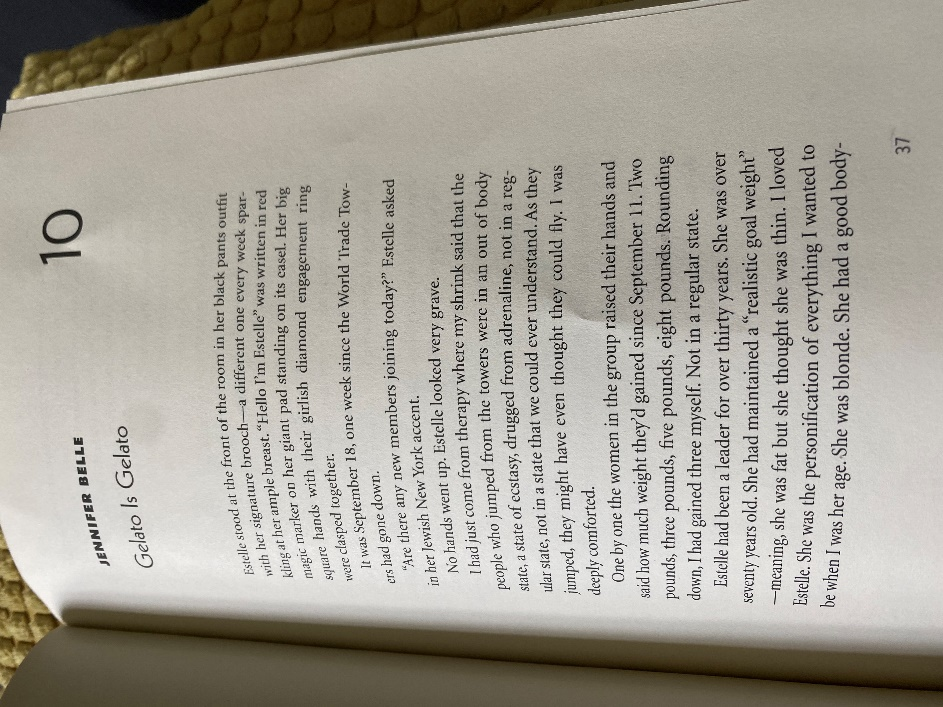 10
JENNIFER BELLE
Gelato Is Gelato
Estelle stood at the front of the room in her black pants outfit
with her signature brooch—a different one every week spar-
kling at her ample breast. “Hello I’m Estelle” was written in red
magic marker on her giant pad standing on its easel. Her big
square hands with their girlish diamond engagement ring
were clasped together.
It was September 18, one week since the World Trade Tow-
ers had gone down.
“Are there any new members joining today?” Estelle asked
in her Jewish New York accent.
No hands went up. Estelle looked very grave.
I had just come from therapy where my shrink said that the
people who jumped from the towers were in an out of body
state, a state of ecstasy, drugged from adrenaline, not in a reg-
ular state, not in a state that we could ever understand. As they
jumped, they might have even thought they could fly. I was
deeply comforted.
One by one the women in the group raised their hands and
said how much weight they’d gained since September 11. Two
pounds, three pounds, five pounds, eight pounds. Rounding
down, I had gained three myself. Not in a regular state.
Estelle had been a leader for over thirty years. She was over
seventy years old. She had maintained a “realistic goal weight”
—meaning, she was fat but she thought she was thin. I loved
Estelle. She was the personification of everything I wanted to
be when I was her age. She was blonde. She had a good body-
37